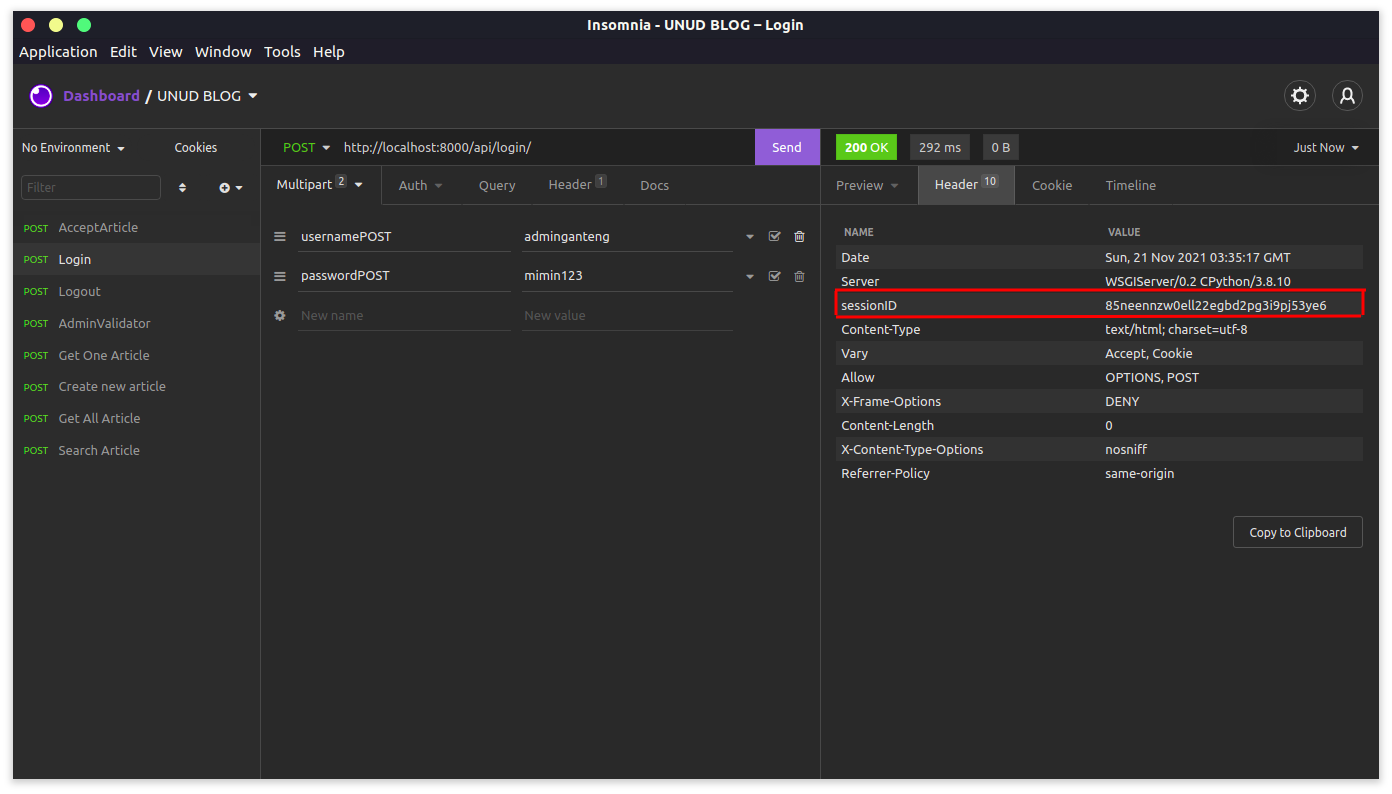 Insomnia - UNUD BLOG – Login
Application Edit View Window Tools Help
Dashboard / UNUD BLOG
No Environment Cookies
POST http://localhost:8000/api/login/ Send
200 OK 292 ms 0 B Just Now
Filter
Multipart 2 Auth Query Header 1 Docs
Preview Header 10 Cookie Timeline
POST AcceptArticle
POST Login
POST Logout
POST AdminValidator
POST Get One Article
POST Create new article
POST Get All Article
POST Search Article
usernamePOST adminganteng
passwordPOST mimin123
New name New value
NAME VALUE
Date Sun, 21 Nov 2021 03:35:17 GMT
Server WSGIServer/0.2 CPython/3.8.10
sessionID 85neennzw0ell22egbd2pg3i9pj53ye6
Content-Type text/html; charset=utf-8
Vary Accept, Cookie
Allow OPTIONS, POST
X-Frame-Options DENY
Content-Length 0
X-Content-Type-Options nosniff
Referrer-Policy same-origin
Copy to Clipboard